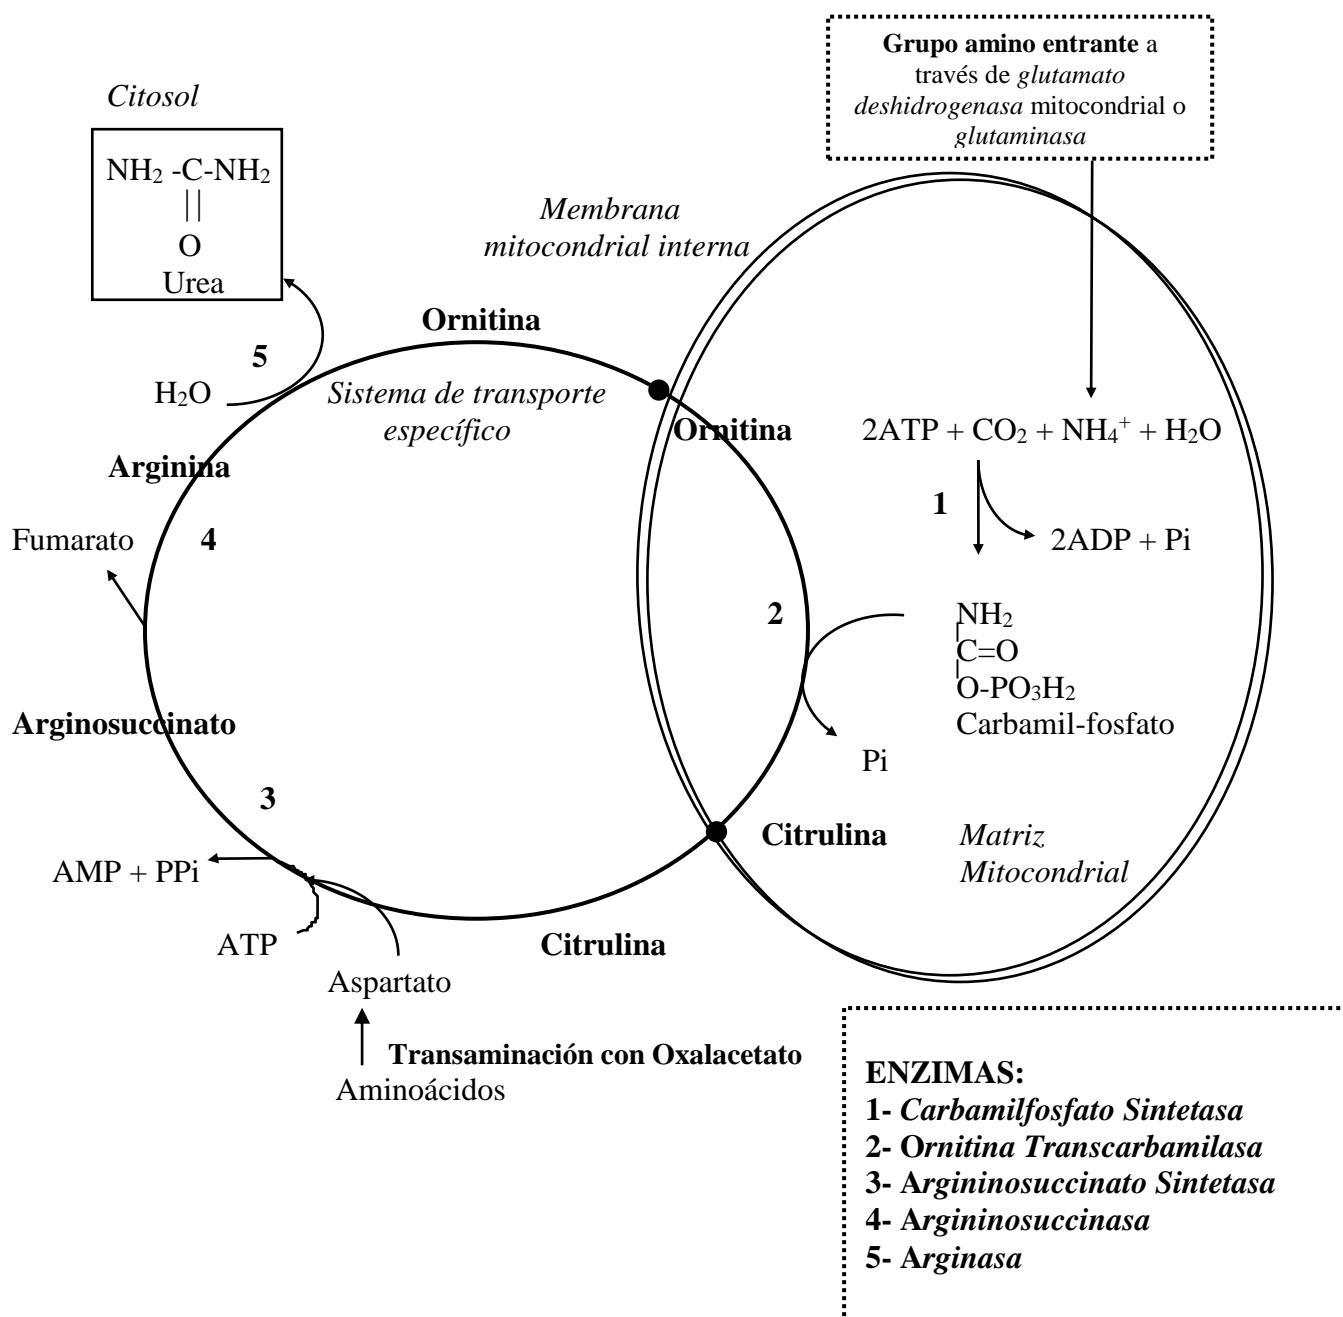 Grupo amino entrante a
través de glutamato
deshidrogenasa mitocondrial o
glutaminasa
Citosol
NH₂ -C-NH₂
||
O
Urea
Membrana
mitocondrial interna
Ornitina
5
H₂O
Sistema de transporte
específico
Ornitina
2ATP + CO₂ + NH₄⁺ + H₂O
Arginina
1
Fumarato
4
2ADP + Pi
2
NH₂
C=O
O-PO₃H₂
Carbamil-fosfato
Arginosuccinato
Pi
3
Citrulina
Matriz
Mitocondrial
AMP + PPi
ATP
Citrulina
Aspartato
Transaminación con Oxalacetato
Aminoácidos
ENZIMAS:
1- Carbamilfosfato Sintetasa
2- Ornitina Transcarbamilasa
3- Argininosuccinato Sintetasa
4- Argininosuccinasa
5- Arginasa